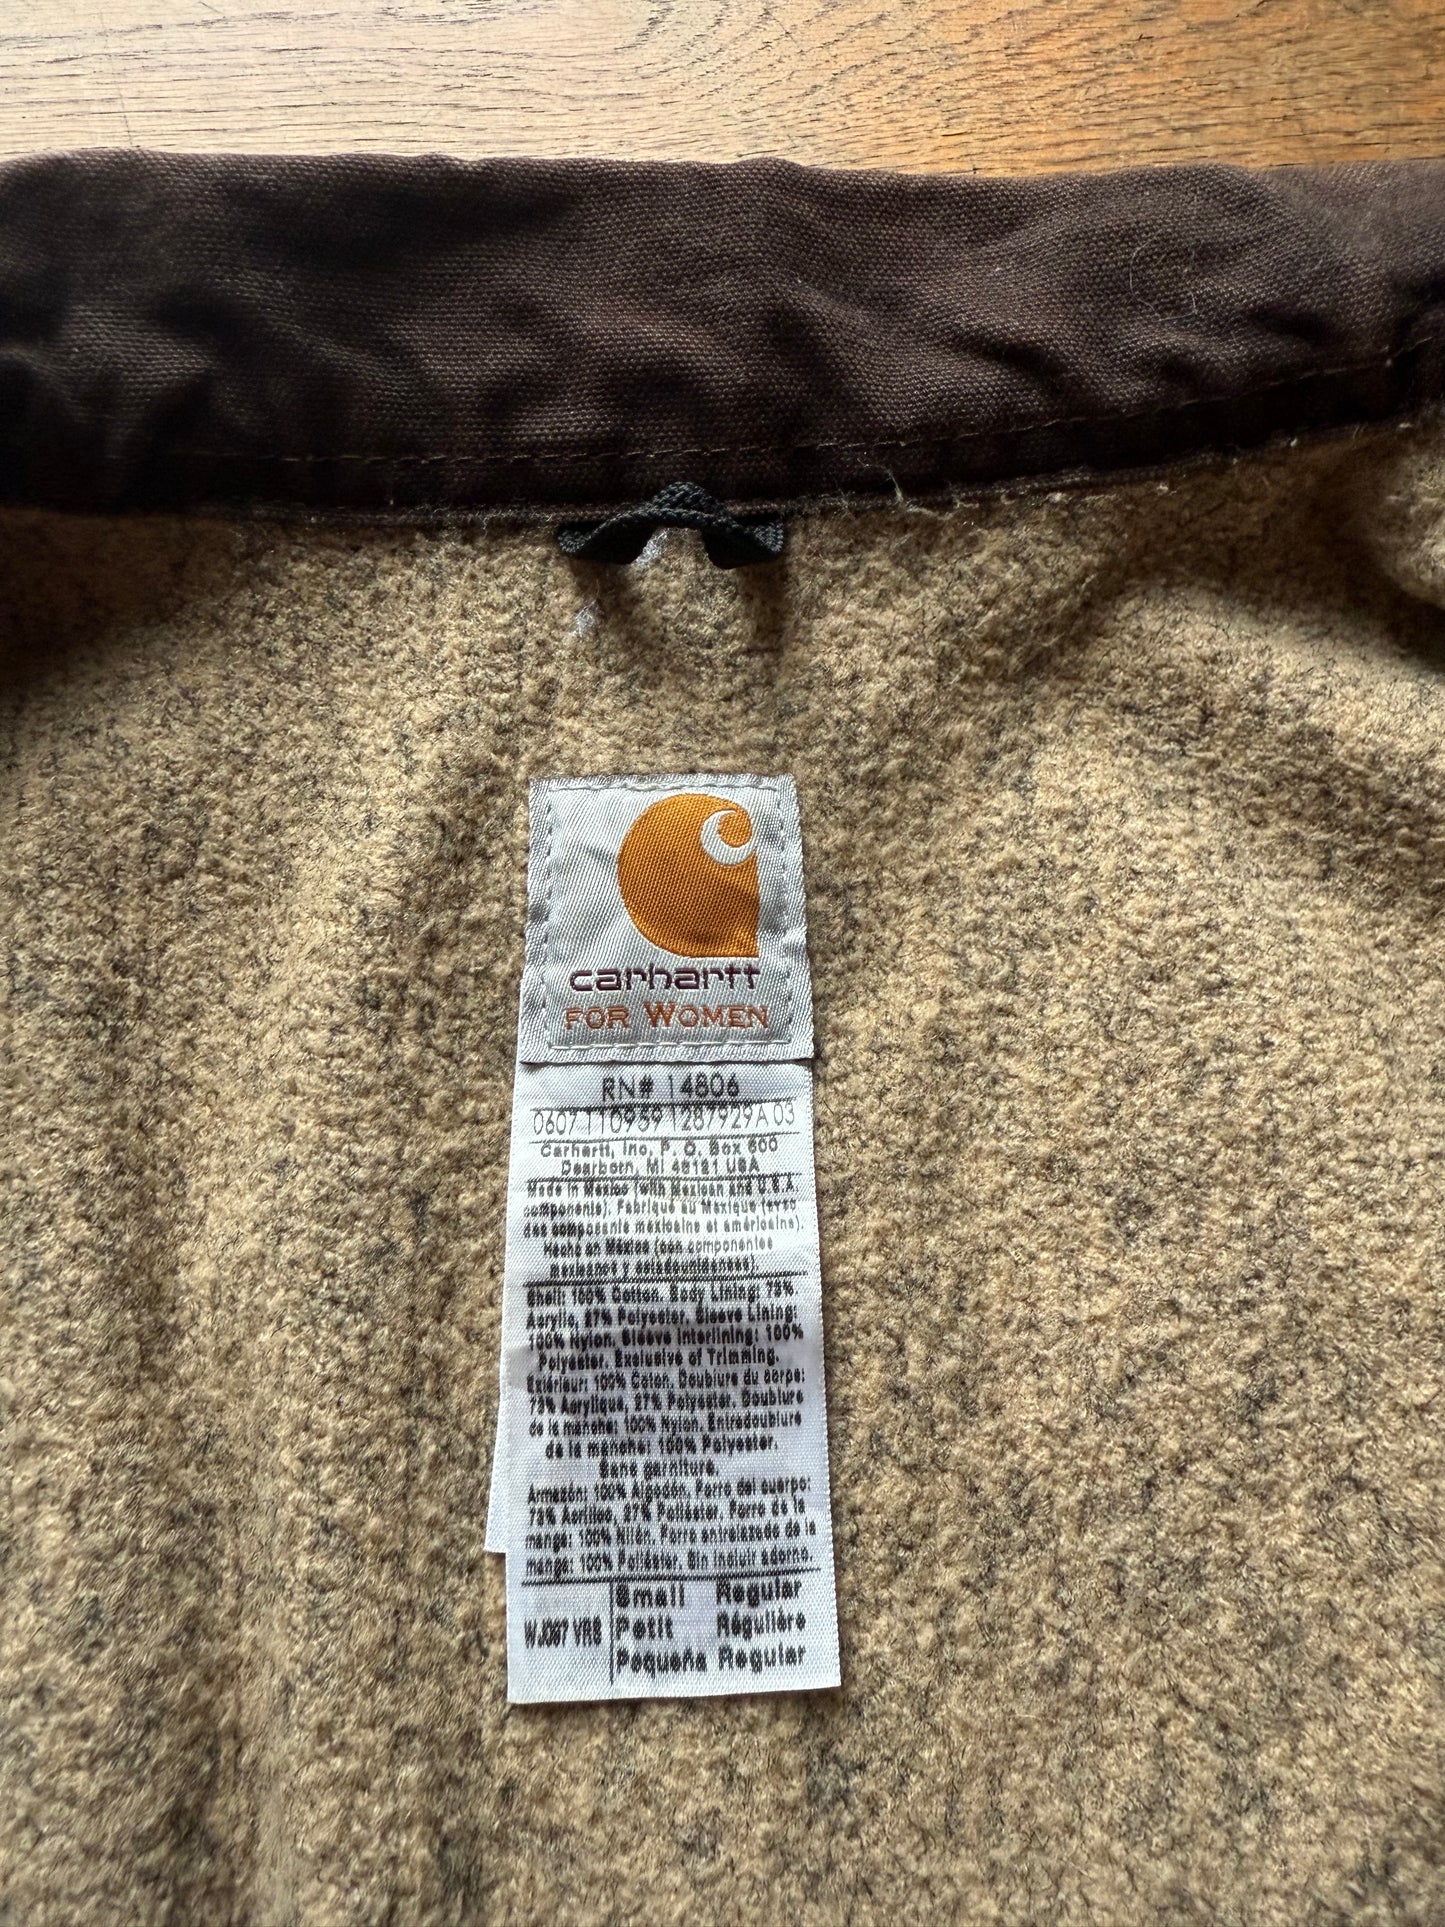 carhartt
FOR WOMEN
RN# 14806
0607 110959 1287929A 03
Carhartt, Inc. P. O. Box 600
Dearborn, MI 48121 USA
Made in Mexico (with Mexican and U.S.A.
components). Fabriqué au Mexique (avec
des composants mexicains et américains).
Hecho en México (con componentes
mexicanos y estadounidenses).
Shell: 100% Cotton. Body Lining: 73%
Acrylic, 27% Polyester. Sleeve Lining:
100% Nylon. Sleeve Interlining: 100%
Polyester. Exclusive of Trimming.
Extérieur: 100% Coton. Doublure du corps:
73% Acrylique, 27% Polyester. Doublure
de la manche: 100% Nylon. Entredoublure
de la manche: 100% Polyester.
Sans garniture.
Armazón: 100% Algodón. Forro del cuerpo:
73% Acrílico, 27% Poliéster. Forro de la
manga: 100% Nilón. Forro entrelazado de la
manga: 100% Poliéster. Sin incluir adorno.
WJ097 VRB
Small Regular
Petit Régulière
Pequeña Regular